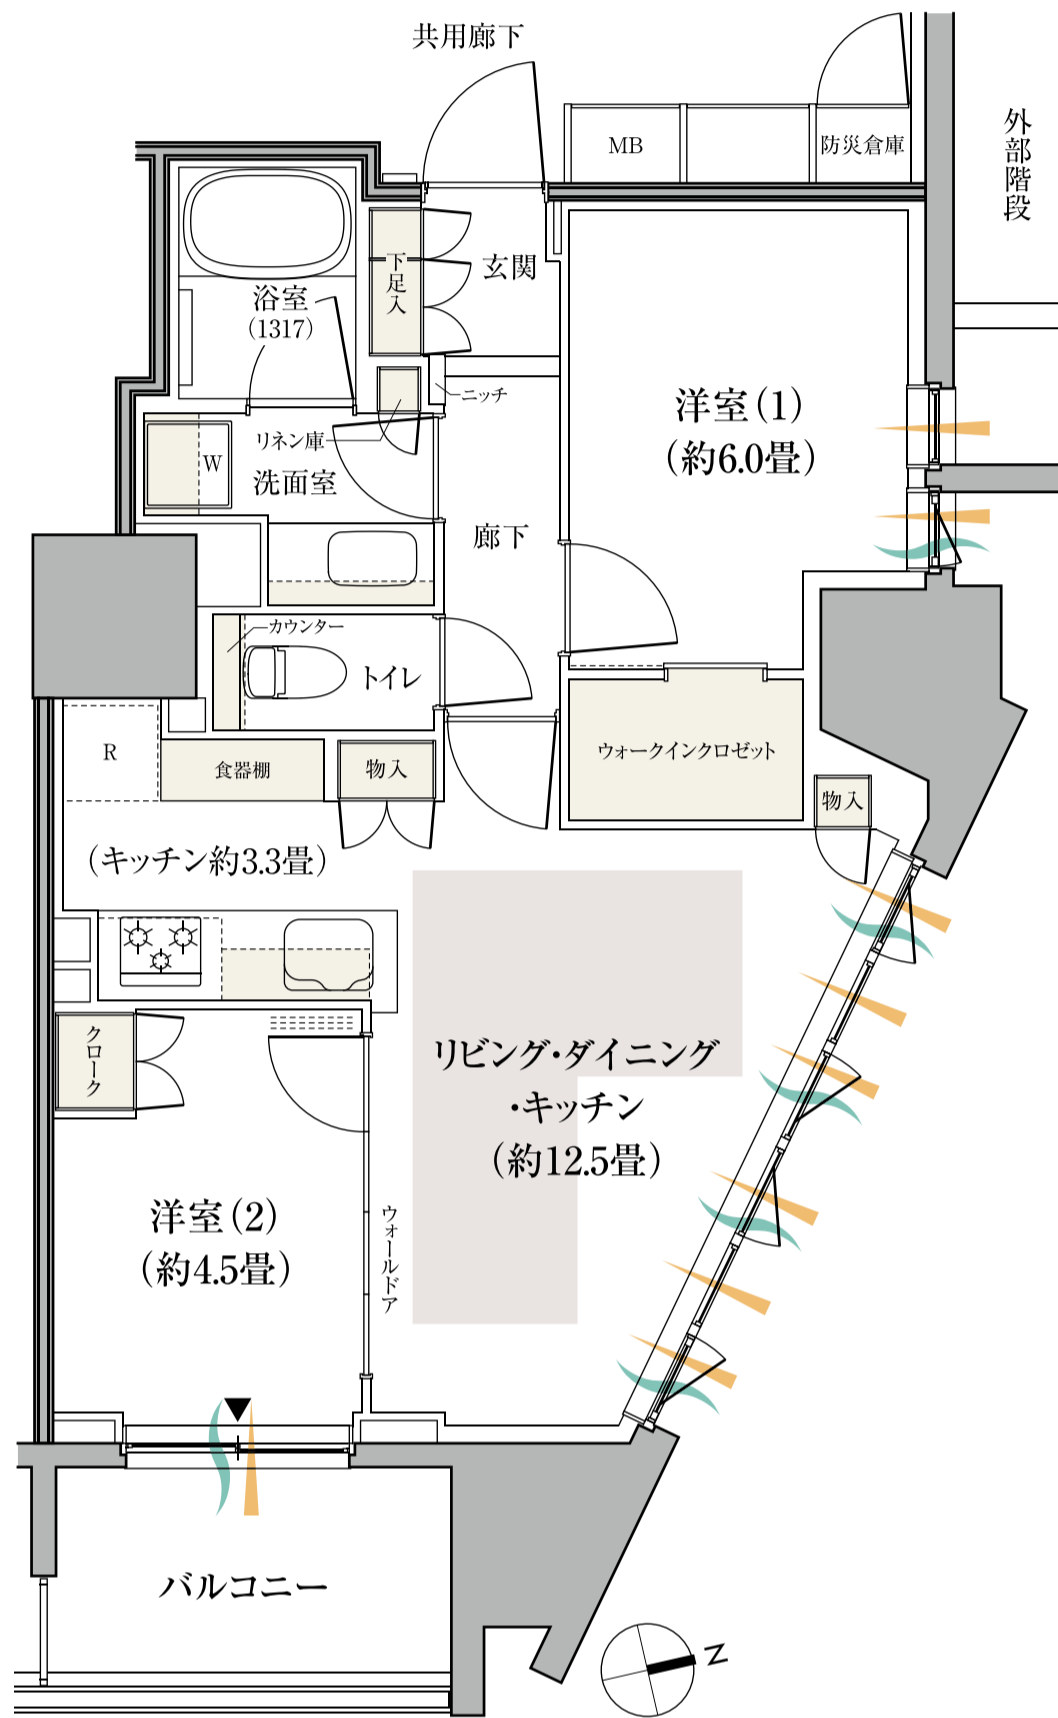 共用廊下
外部階段
MB
防災倉庫
下足入
玄関
浴室
(1317)
ニッチ
洋室(1)
(約6.0畳)
リネン庫
W
洗面室
廊下
カウンター
トイレ
R
食器棚
物入
ウォークインクロゼット
物入
(キッチン約3.3畳)
クローク
リビング・ダイニング
・キッチン
(約12.5畳)
洋室(2)
(約4.5畳)
ウォールドア
バルコニー
N